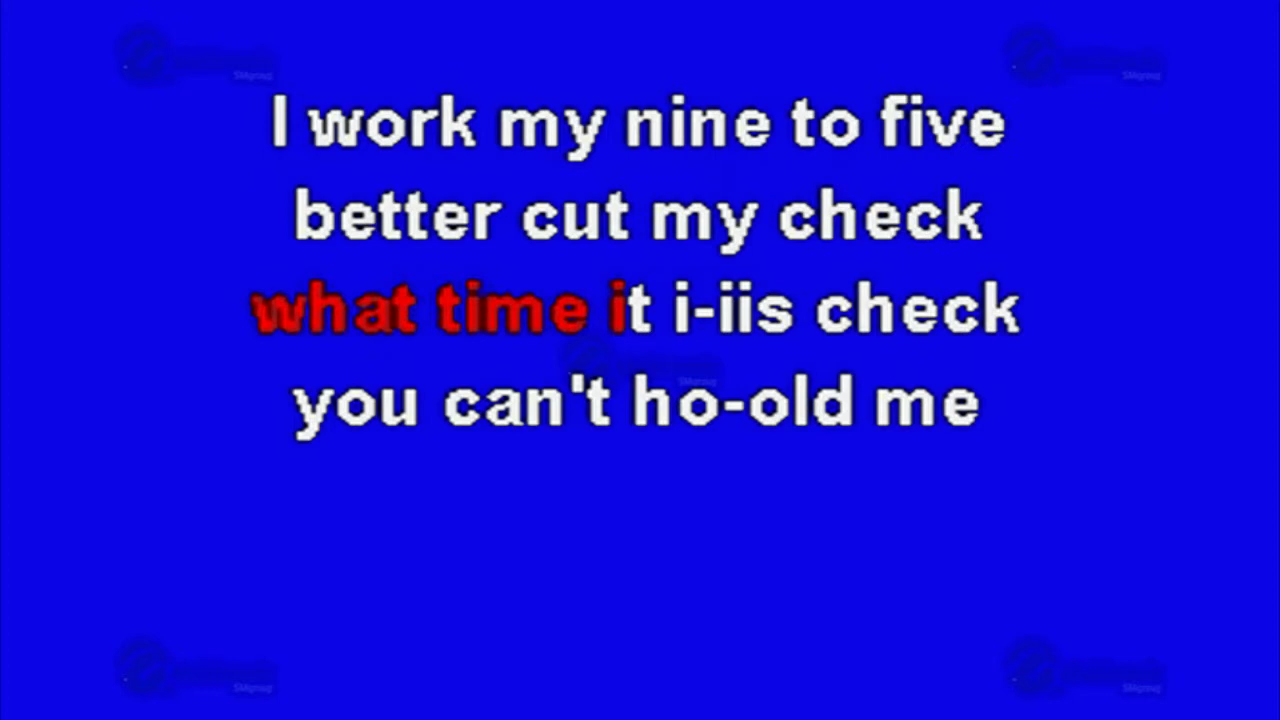 I work my nine to five
better cut my check
what time it i-iis check
you can't ho-old me